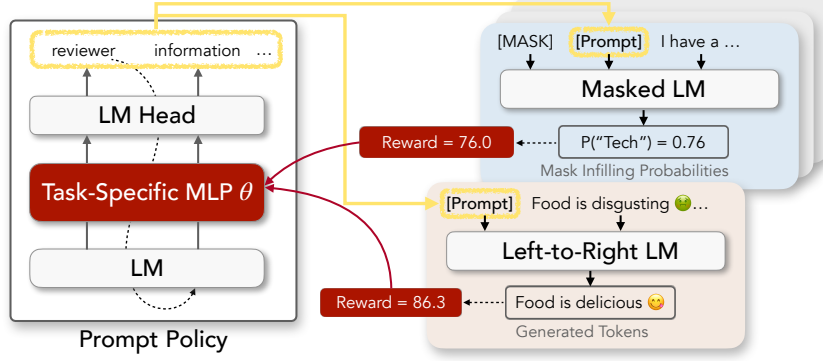 reviewer information ...
LM Head
Task-Specific MLP θ
LM
Prompt Policy
[MASK] [Prompt] I have a ...
Masked LM
Reward = 76.0
P("Tech") = 0.76
Mask Infilling Probabilities
[Prompt] Food is disgusting 🤢...
Left-to-Right LM
Reward = 86.3
Food is delicious 😋
Generated Tokens